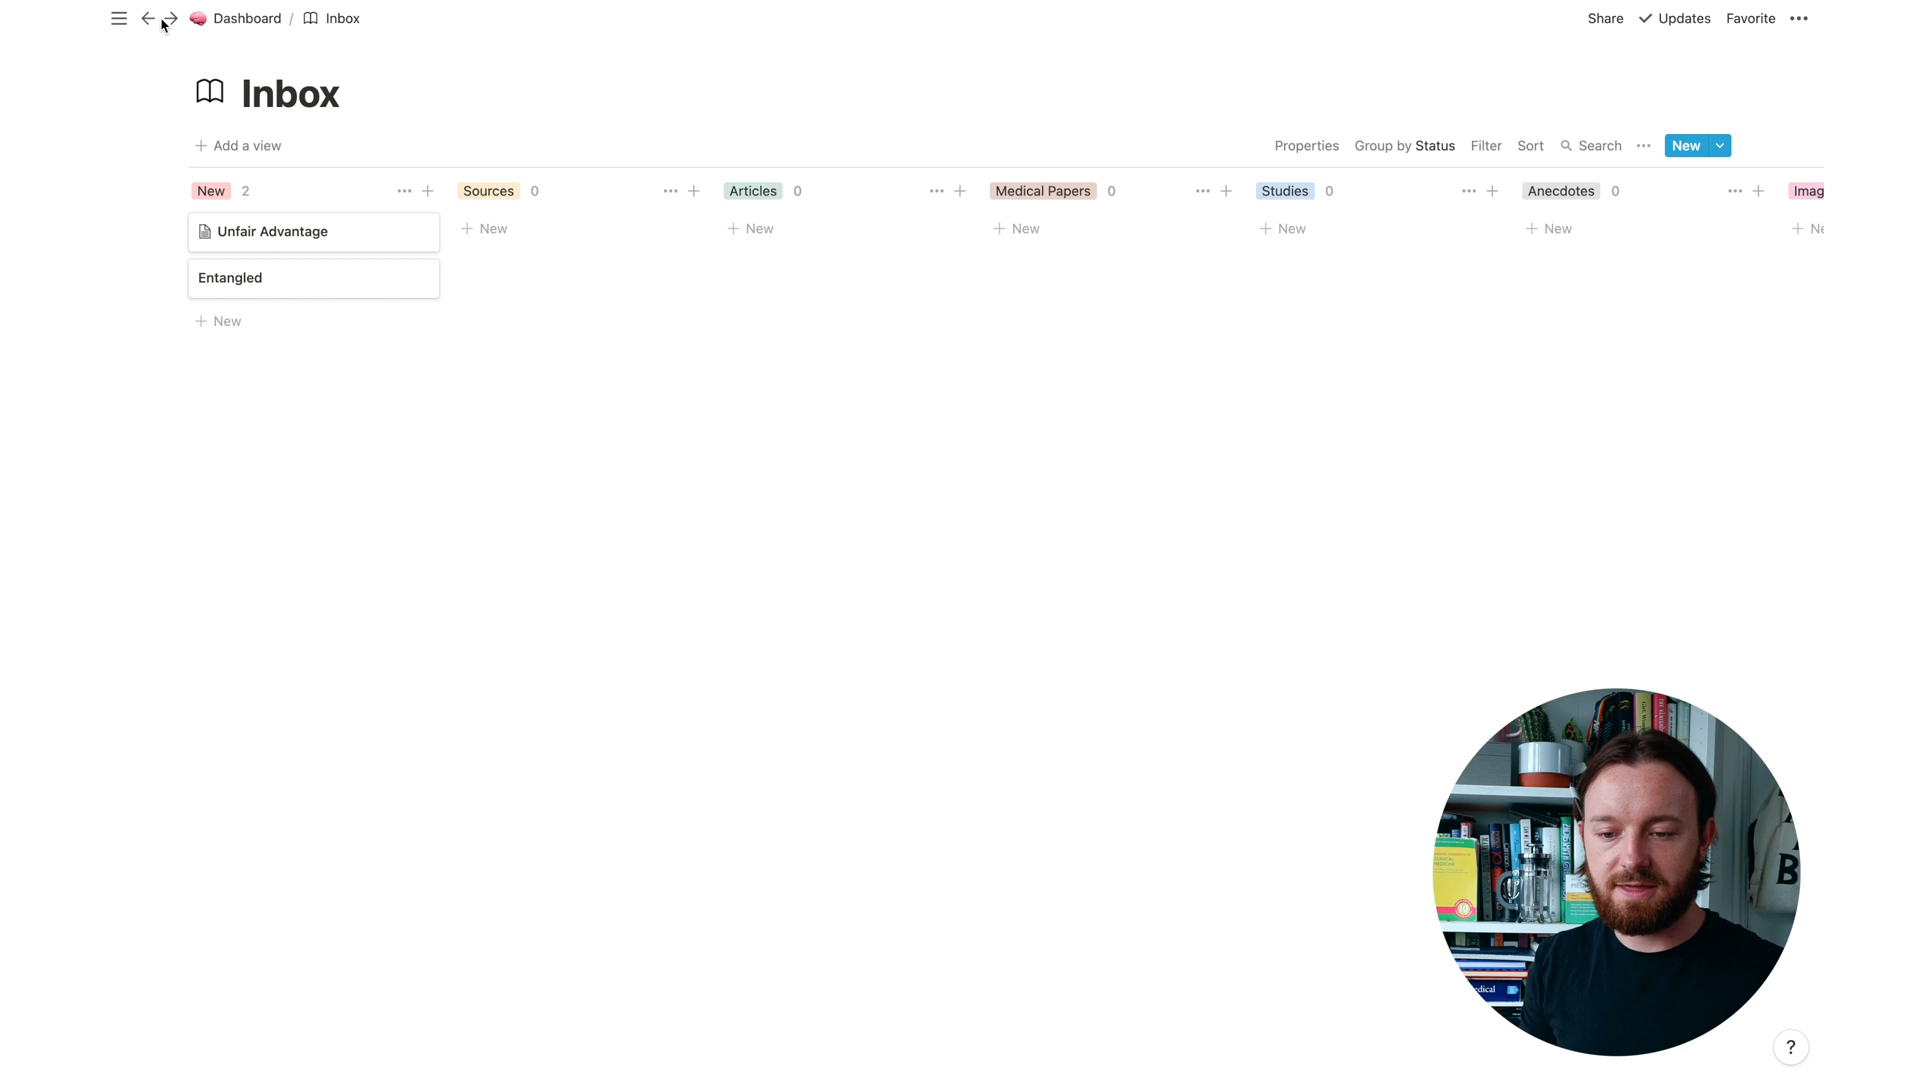 Dashboard / Inbox
Share Updates Favorite
Inbox
Add a view
Properties Group by Status Filter Sort Search New
New 2 Sources 0 Articles 0 Medical Papers 0 Studies 0 Anecdotes 0 Imag
Unfair Advantage
New New New New New
Entangled
New
edical
B
?